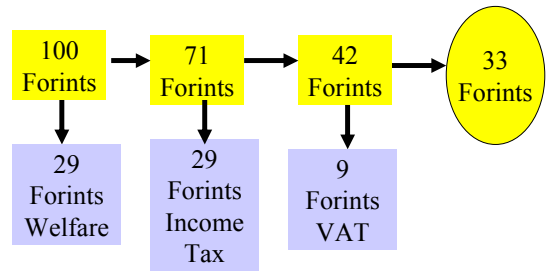 100
Forints
71
Forints
42
Forints
33
Forints
29
Forints
Welfare
29
Forints
Income
Tax
9
Forints
VAT